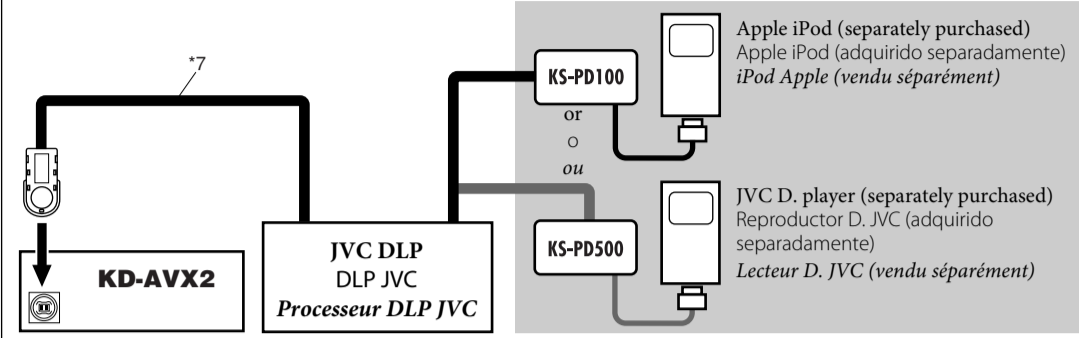 *7
KD-AVX2
JVC DLP
DLP JVC
Processeur DLP JVC
KS-PD100
or
o
ou
KS-PD500
Apple iPod (separately purchased)
Apple iPod (adquirido separadamente)
iPod Apple (vendu séparément)
JVC D. player (separately purchased)
Reproductor D. JVC (adquirido
separadamente)
Lecteur D. JVC (vendu séparément)